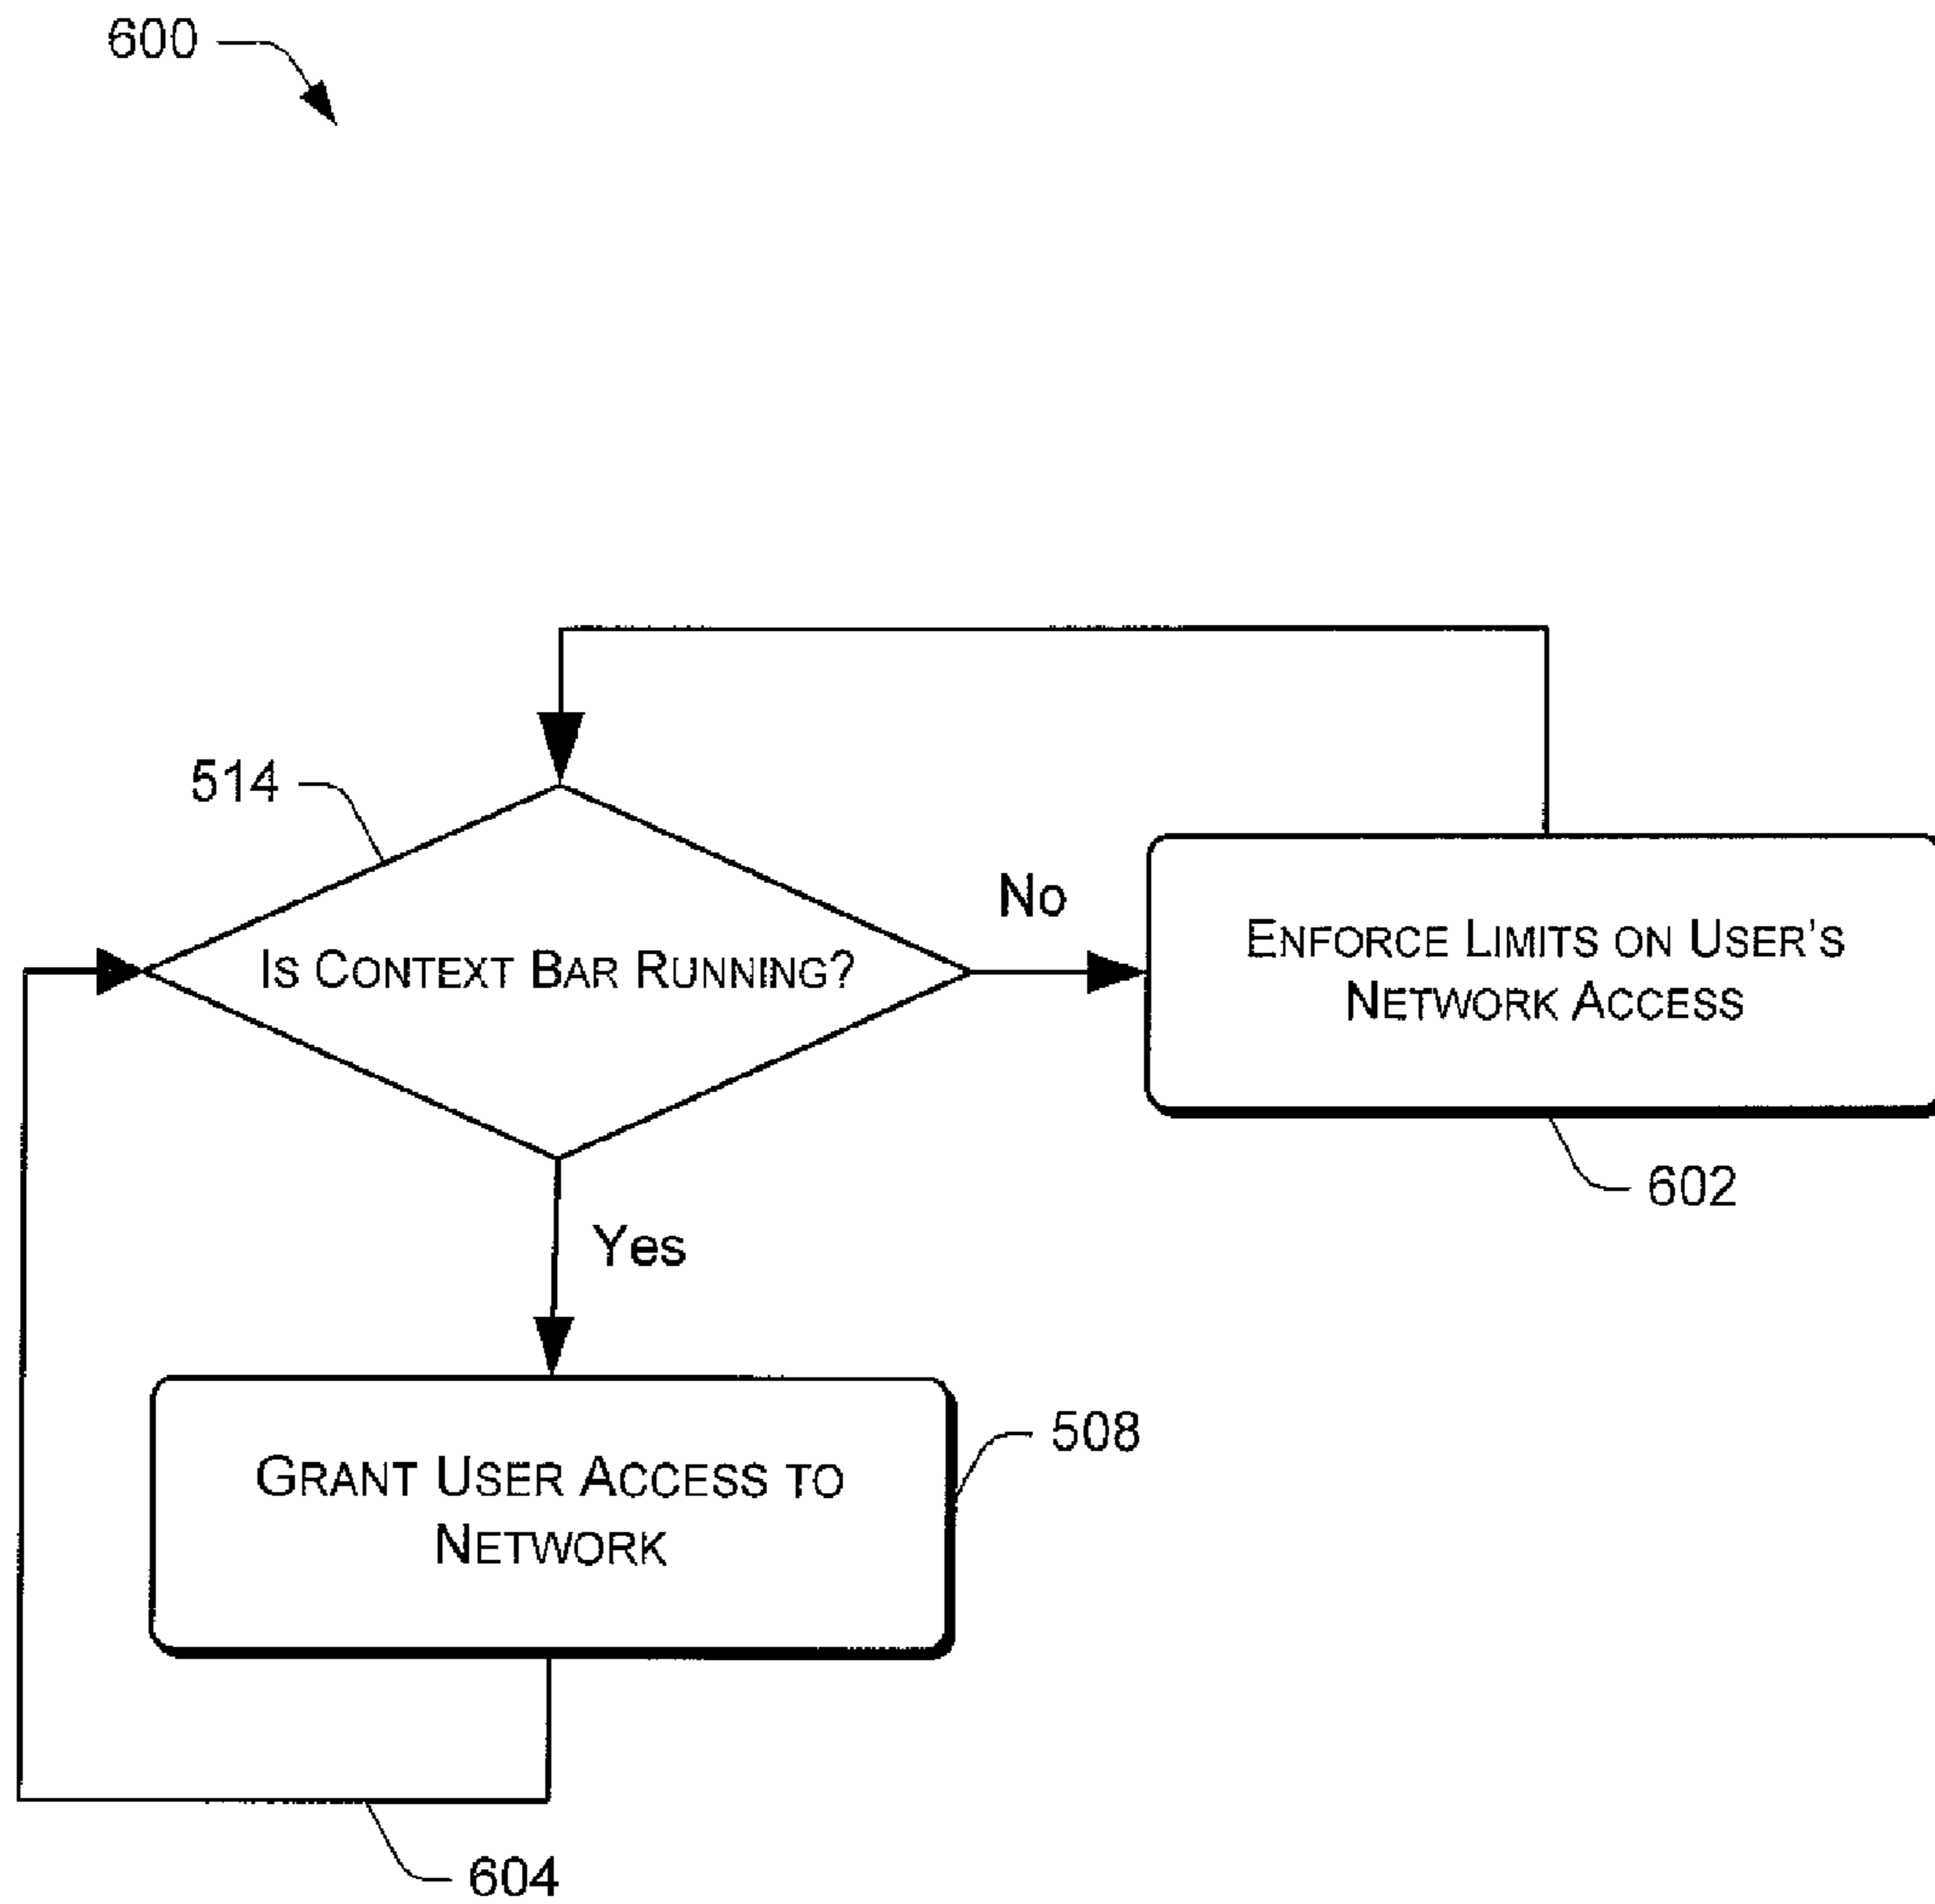 600
514
No
IS CONTEXT BAR RUNNING?
ENFORCE LIMITS ON USER'S
NETWORK ACCESS
602
Yes
508
GRANT USER ACCESS TO
NETWORK
604